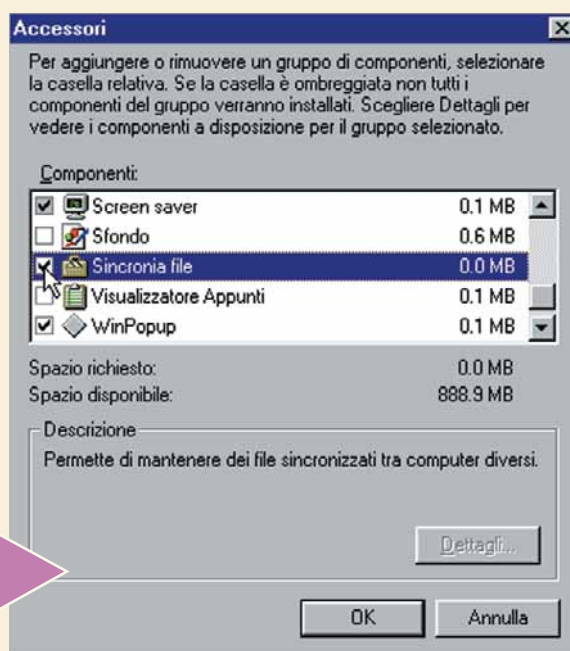 Accessori
Per aggiungere o rimuovere un gruppo di componenti, selezionare
la casella relativa. Se la casella è ombreggiata non tutti i
componenti del gruppo verranno installati. Scegliere Dettagli per
vedere i componenti a disposizione per il gruppo selezionato.
Componenti:
Screen saver 0.1 MB
Sfondo 0.6 MB
Sincronia file 0.0 MB
Visualizzatore Appunti 0.1 MB
WinPopup 0.1 MB
Spazio richiesto: 0.0 MB
Spazio disponibile: 888.9 MB
Descrizione
Permette di mantenere dei file sincronizzati tra computer diversi.
Dettagli...
OK Annulla